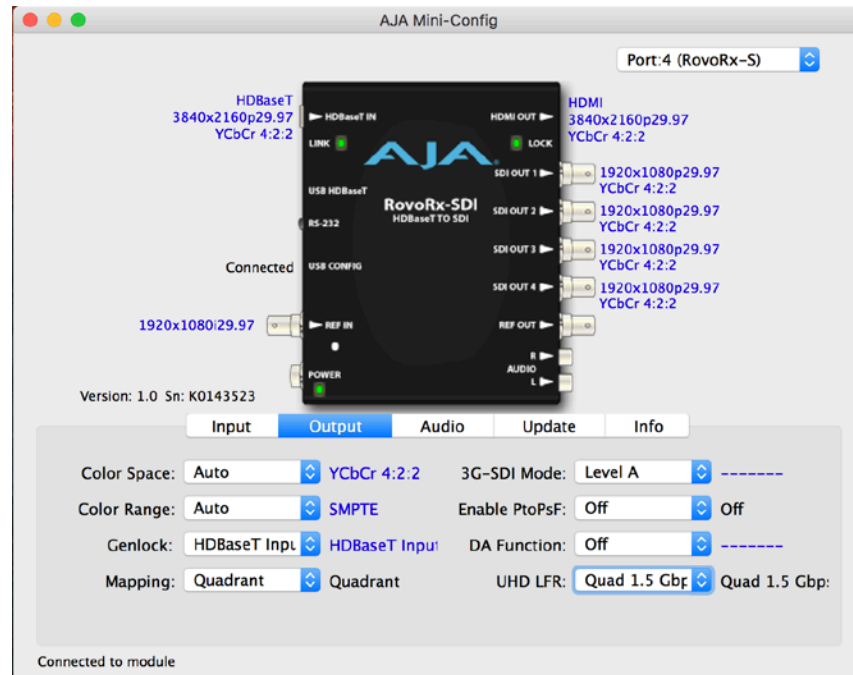 AJA Mini-Config
Port:4 (RovoRx-S)
HDBaseT
3840x2160p29.97
YCbCr 4:2:2
HDBaseT IN
LINK
USB HDBaseT
RS-232
Connected
USB CONFIG
1920x1080i29.97
REF IN
POWER
AJA
RovoRx-SDI
HDBaseT TO SDI
HDMI OUT
LOCK
HDMI
3840x2160p29.97
YCbCr 4:2:2
SDI OUT 1
1920x1080p29.97
YCbCr 4:2:2
SDI OUT 2
1920x1080p29.97
YCbCr 4:2:2
SDI OUT 3
1920x1080p29.97
YCbCr 4:2:2
SDI OUT 4
1920x1080p29.97
YCbCr 4:2:2
REF OUT
R
AUDIO
L
Version: 1.0 Sn: K0143523
Input Output Audio Update Info
Color Space: Auto YCbCr 4:2:2 3G-SDI Mode: Level A -------
Color Range: Auto SMPTE Enable PtoPsF: Off Off
Genlock: HDBaseT Inpu HDBaseT Input DA Function: Off -------
Mapping: Quadrant Quadrant UHD LFR: Quad 1.5 Gbp Quad 1.5 Gbps
Connected to module